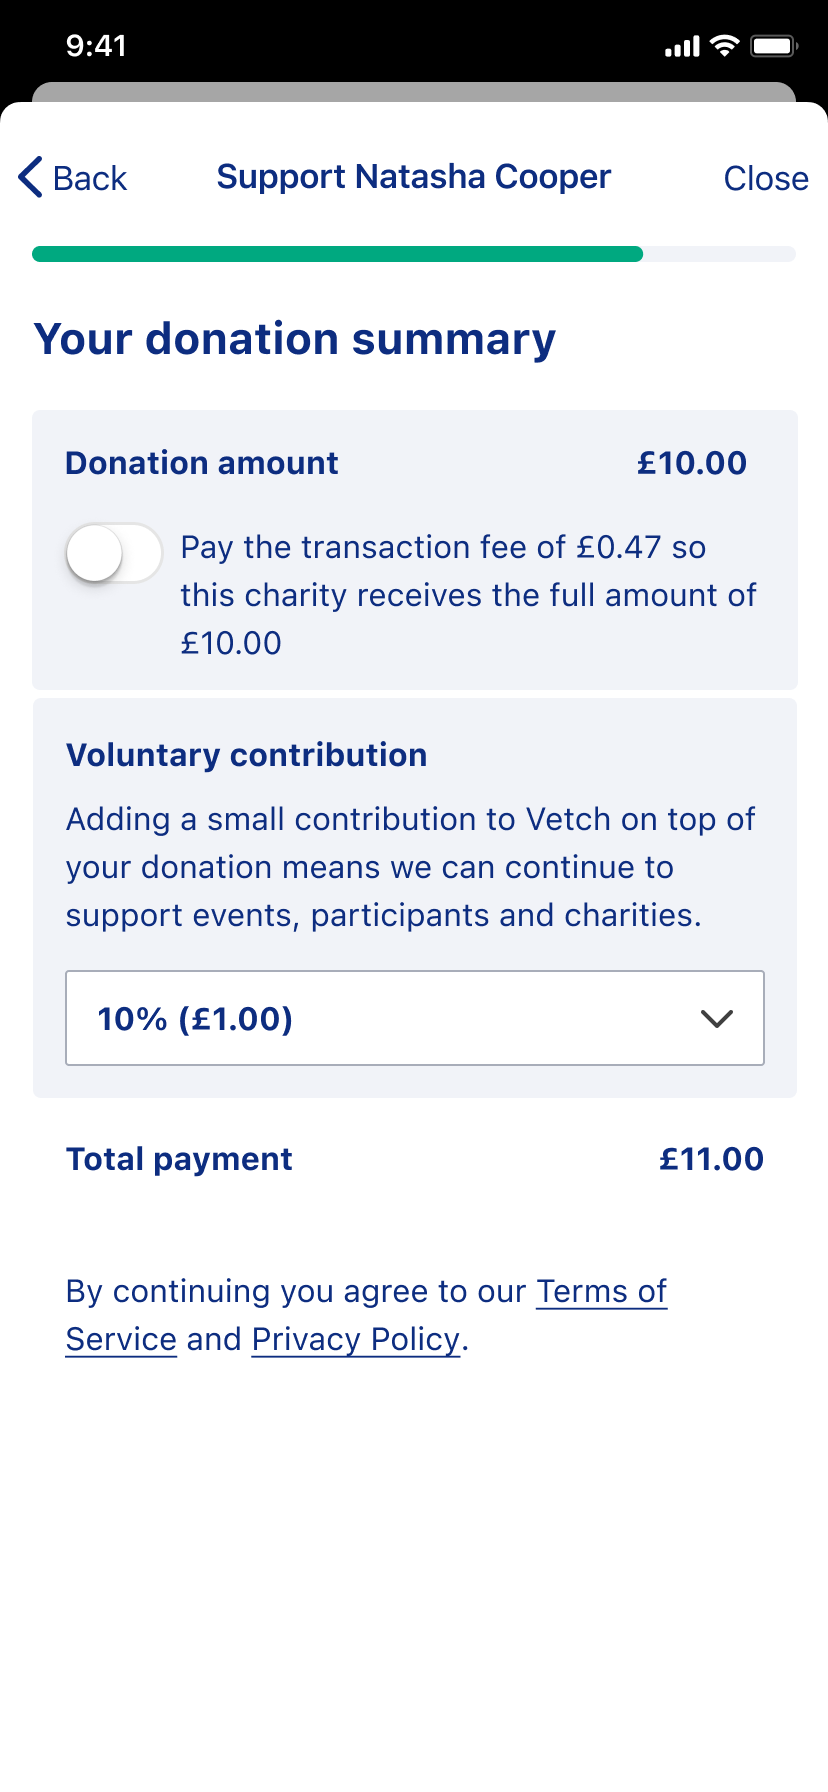 9:41
Back
Support Natasha Cooper
Close
Your donation summary
Donation amount
£10.00
Pay the transaction fee of £0.47 so
this charity receives the full amount of
£10.00
Voluntary contribution
Adding a small contribution to Vetch on top of
your donation means we can continue to
support events, participants and charities.
10% (£1.00)
Total payment
£11.00
By continuing you agree to our Terms of
Service and Privacy Policy.